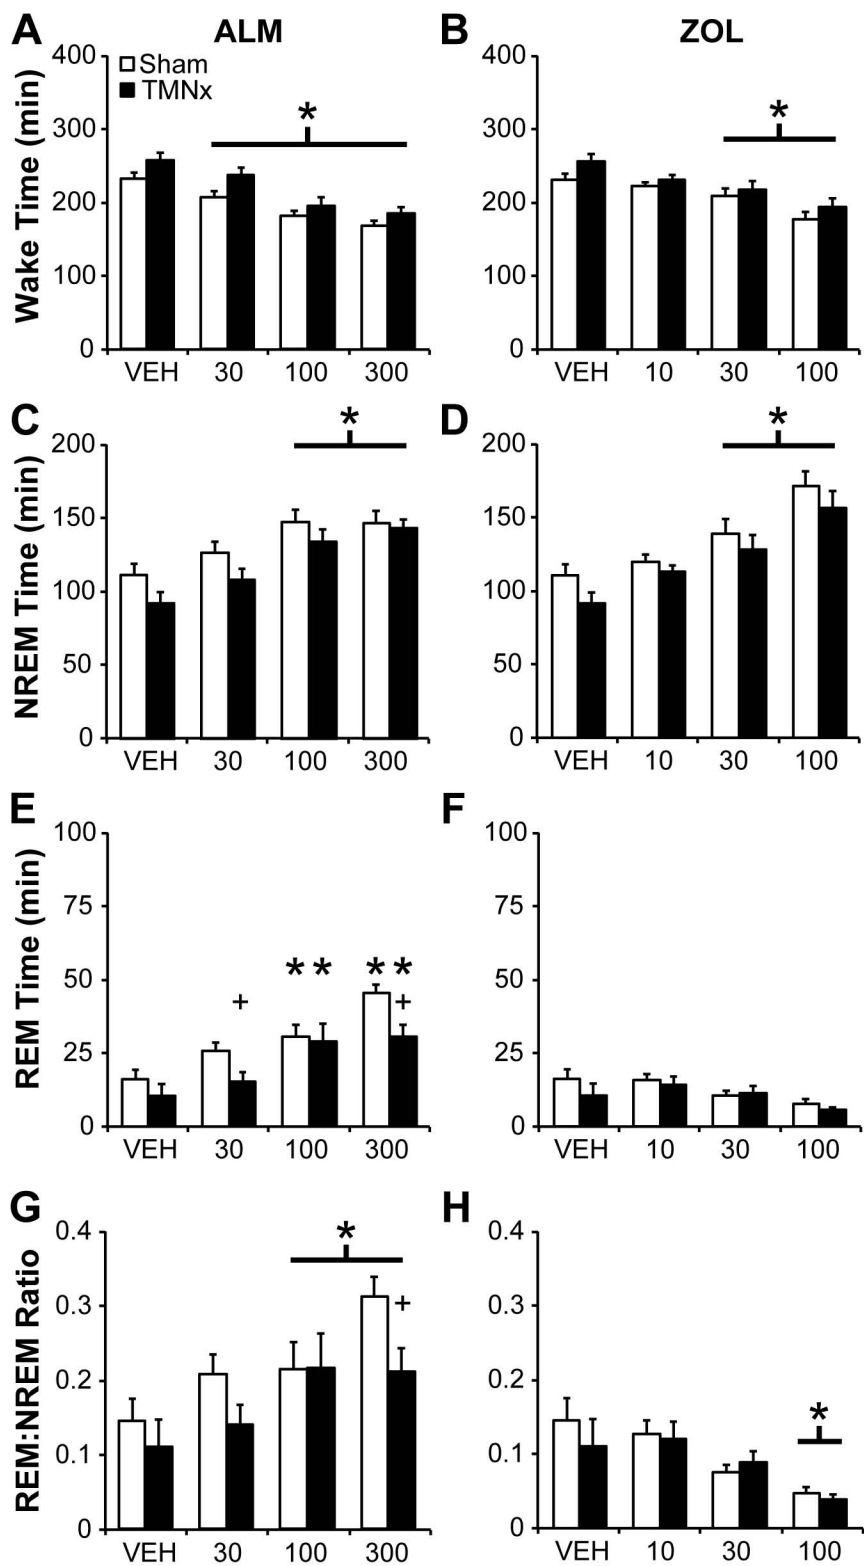 A ALM
Wake Time (min)
400
300
200
100
0
Sham
TMNx
*
VEH 30 100 300
B ZOL
400
300
200
100
0
*
VEH 10 30 100
C
NREM Time (min)
200
150
100
50
0
*
VEH 30 100 300
D
200
150
100
50
0
*
VEH 10 30 100
E
REM Time (min)
100
75
50
25
0
+ * * * * +
VEH 30 100 300
F
100
75
50
25
0
VEH 10 30 100
G
REM:NREM Ratio
0.4
0.3
0.2
0.1
0
* +
VEH 30 100 300
H
0.4
0.3
0.2
0.1
0
*
VEH 10 30 100